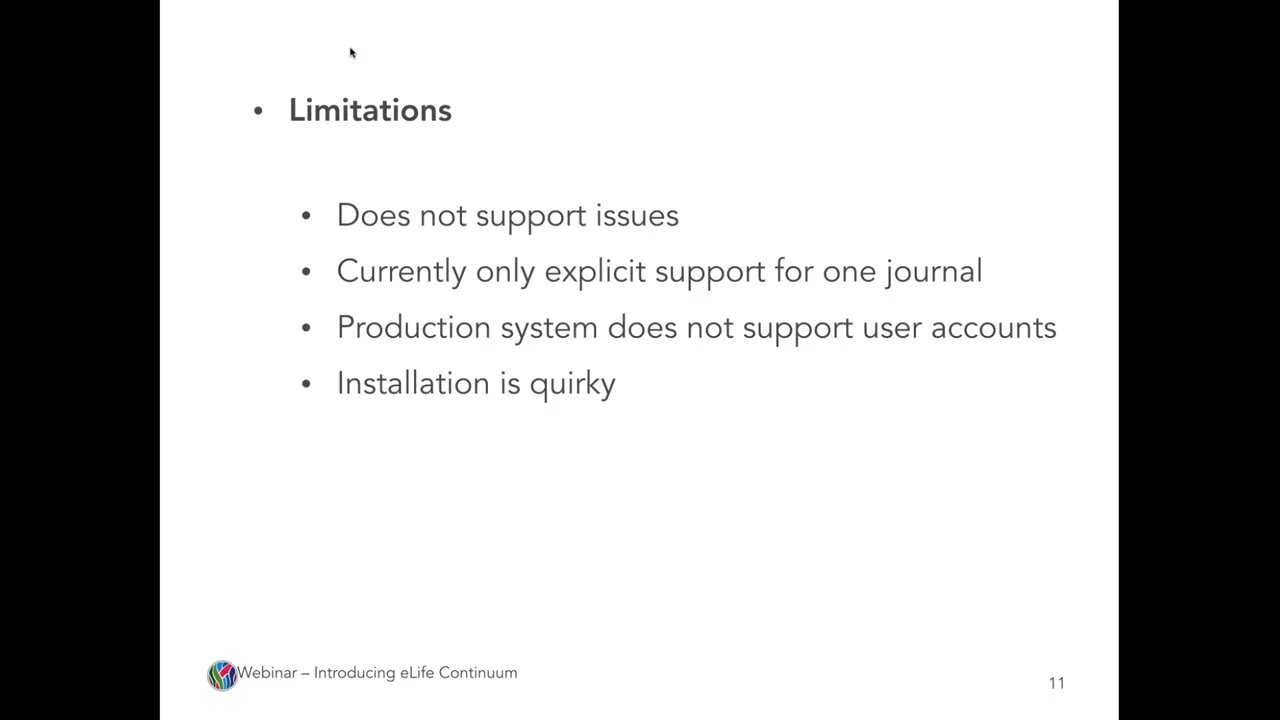 • Limitations
• Does not support issues
• Currently only explicit support for one journal
• Production system does not support user accounts
• Installation is quirky
Webinar – Introducing eLife Continuum
11